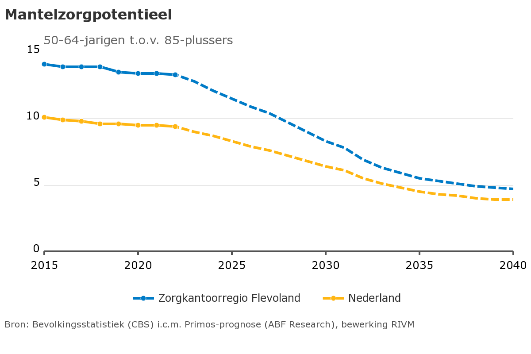 Mantelzorgpotentieel
50-64-jarigen t.o.v. 85-plussers
15
10
5
0
2015 2020 2025 2030 2035 2040
Zorgkantoorregio Flevoland Nederland
Bron: Bevolkingsstatistiek (CBS) i.c.m. Primos-prognose (ABF Research), bewerking RIVM